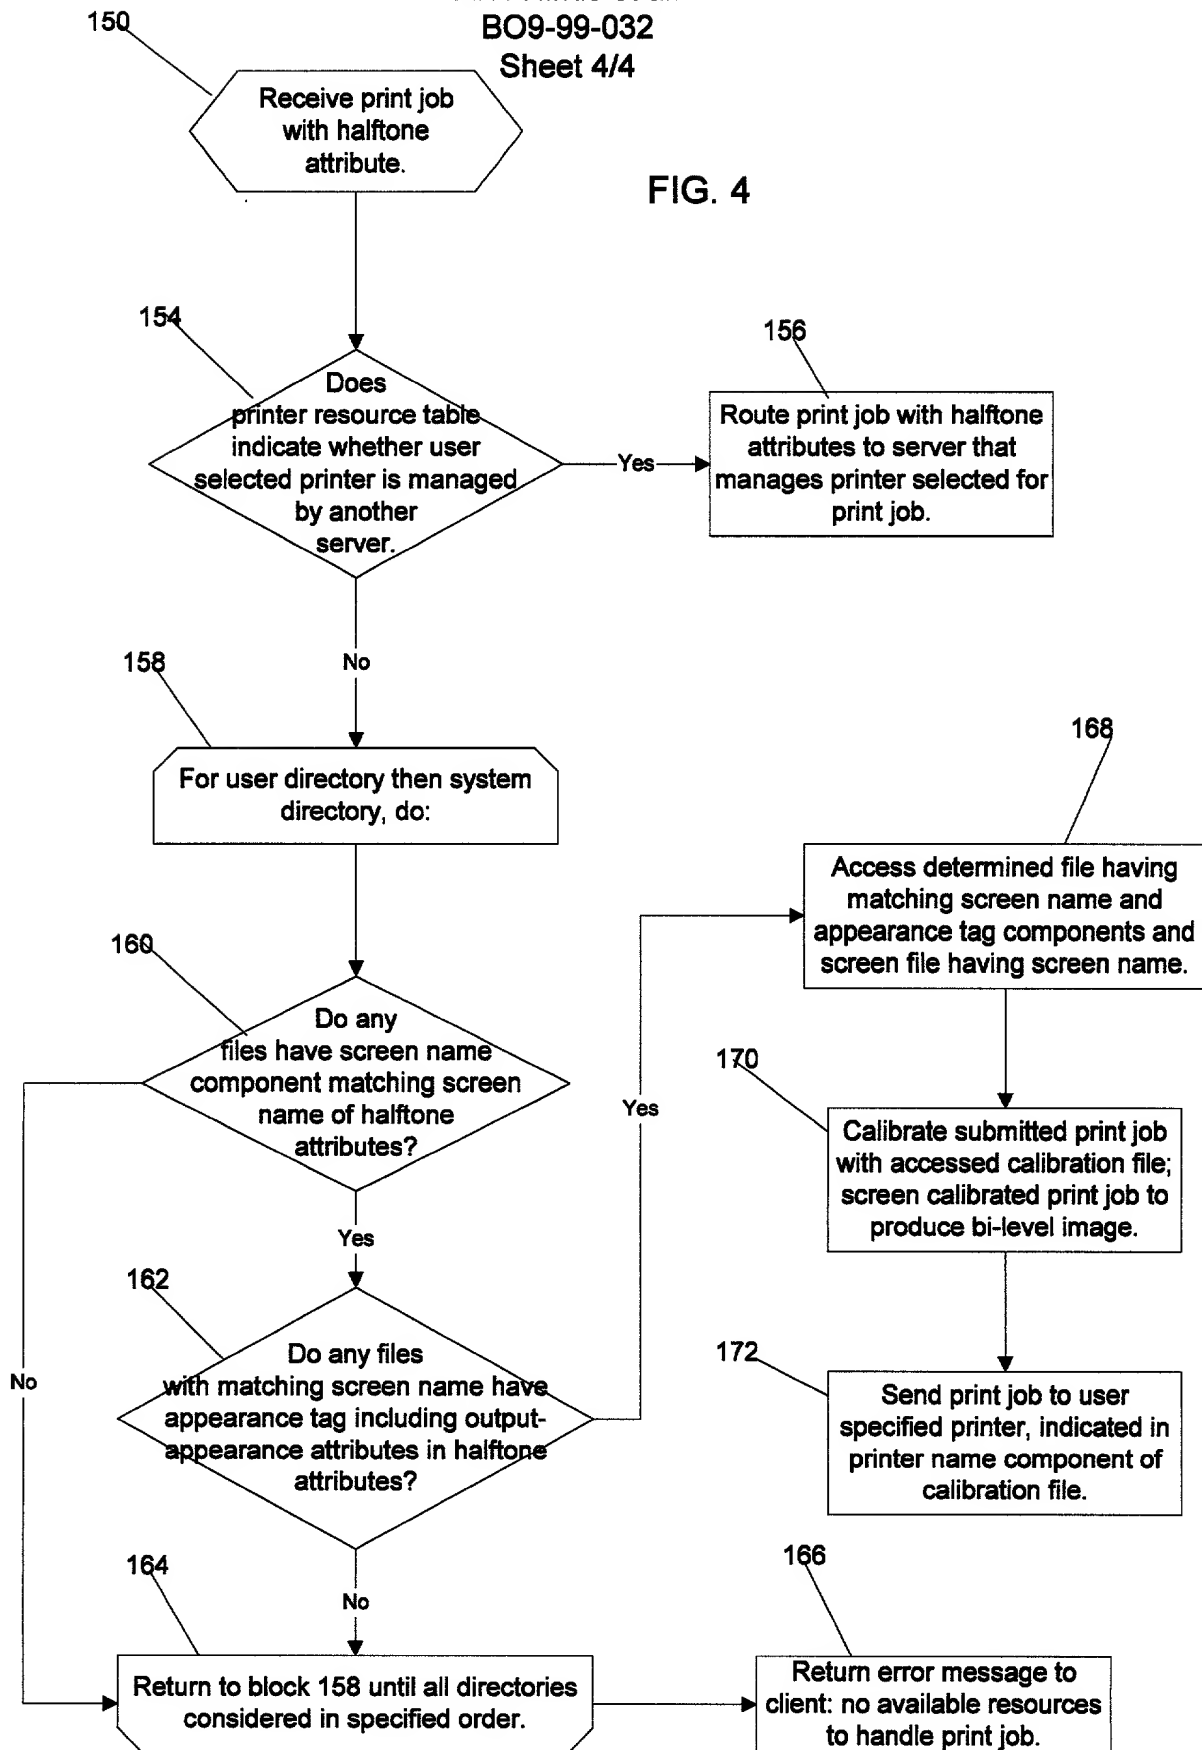 BO9-99-032
Sheet 4/4
150
Receive print job
with halftone
attribute.
FIG. 4
154
Does
printer resource table
indicate whether user
selected printer is managed
by another
server.
Yes
156
Route print job with halftone
attributes to server that
manages printer selected for
print job.
No
158
For user directory then system
directory, do:
160
Do any
files have screen name
component matching screen
name of halftone
attributes?
No
Yes
162
Do any files
with matching screen name have
appearance tag including output-
appearance attributes in halftone
attributes?
Yes
No
164
Return to block 158 until all directories
considered in specified order.
166
Return error message to
client: no available resources
to handle print job.
168
Access determined file having
matching screen name and
appearance tag components and
screen file having screen name.
170
Calibrate submitted print job
with accessed calibration file;
screen calibrated print job to
produce bi-level image.
172
Send print job to user
specified printer, indicated in
printer name component of
calibration file.